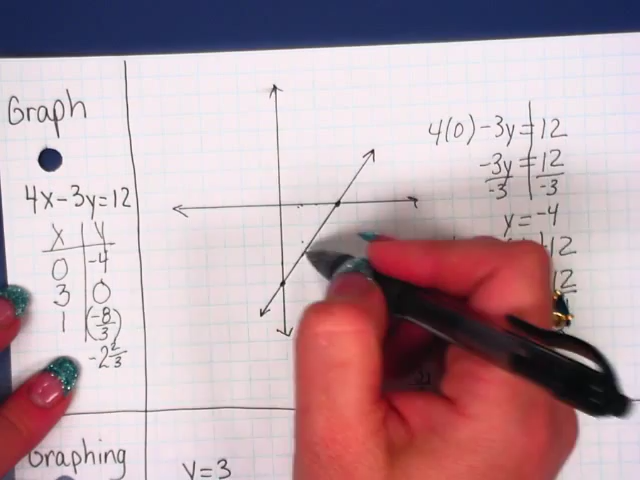 Graph
4x-3y=12
X | Y
0 | -4
3 | 0
1 | (-8/3)
-2 2/3
4(0)-3y=12
-3y=12
-3 -3
y=-4
12
12
Graphing
y=3